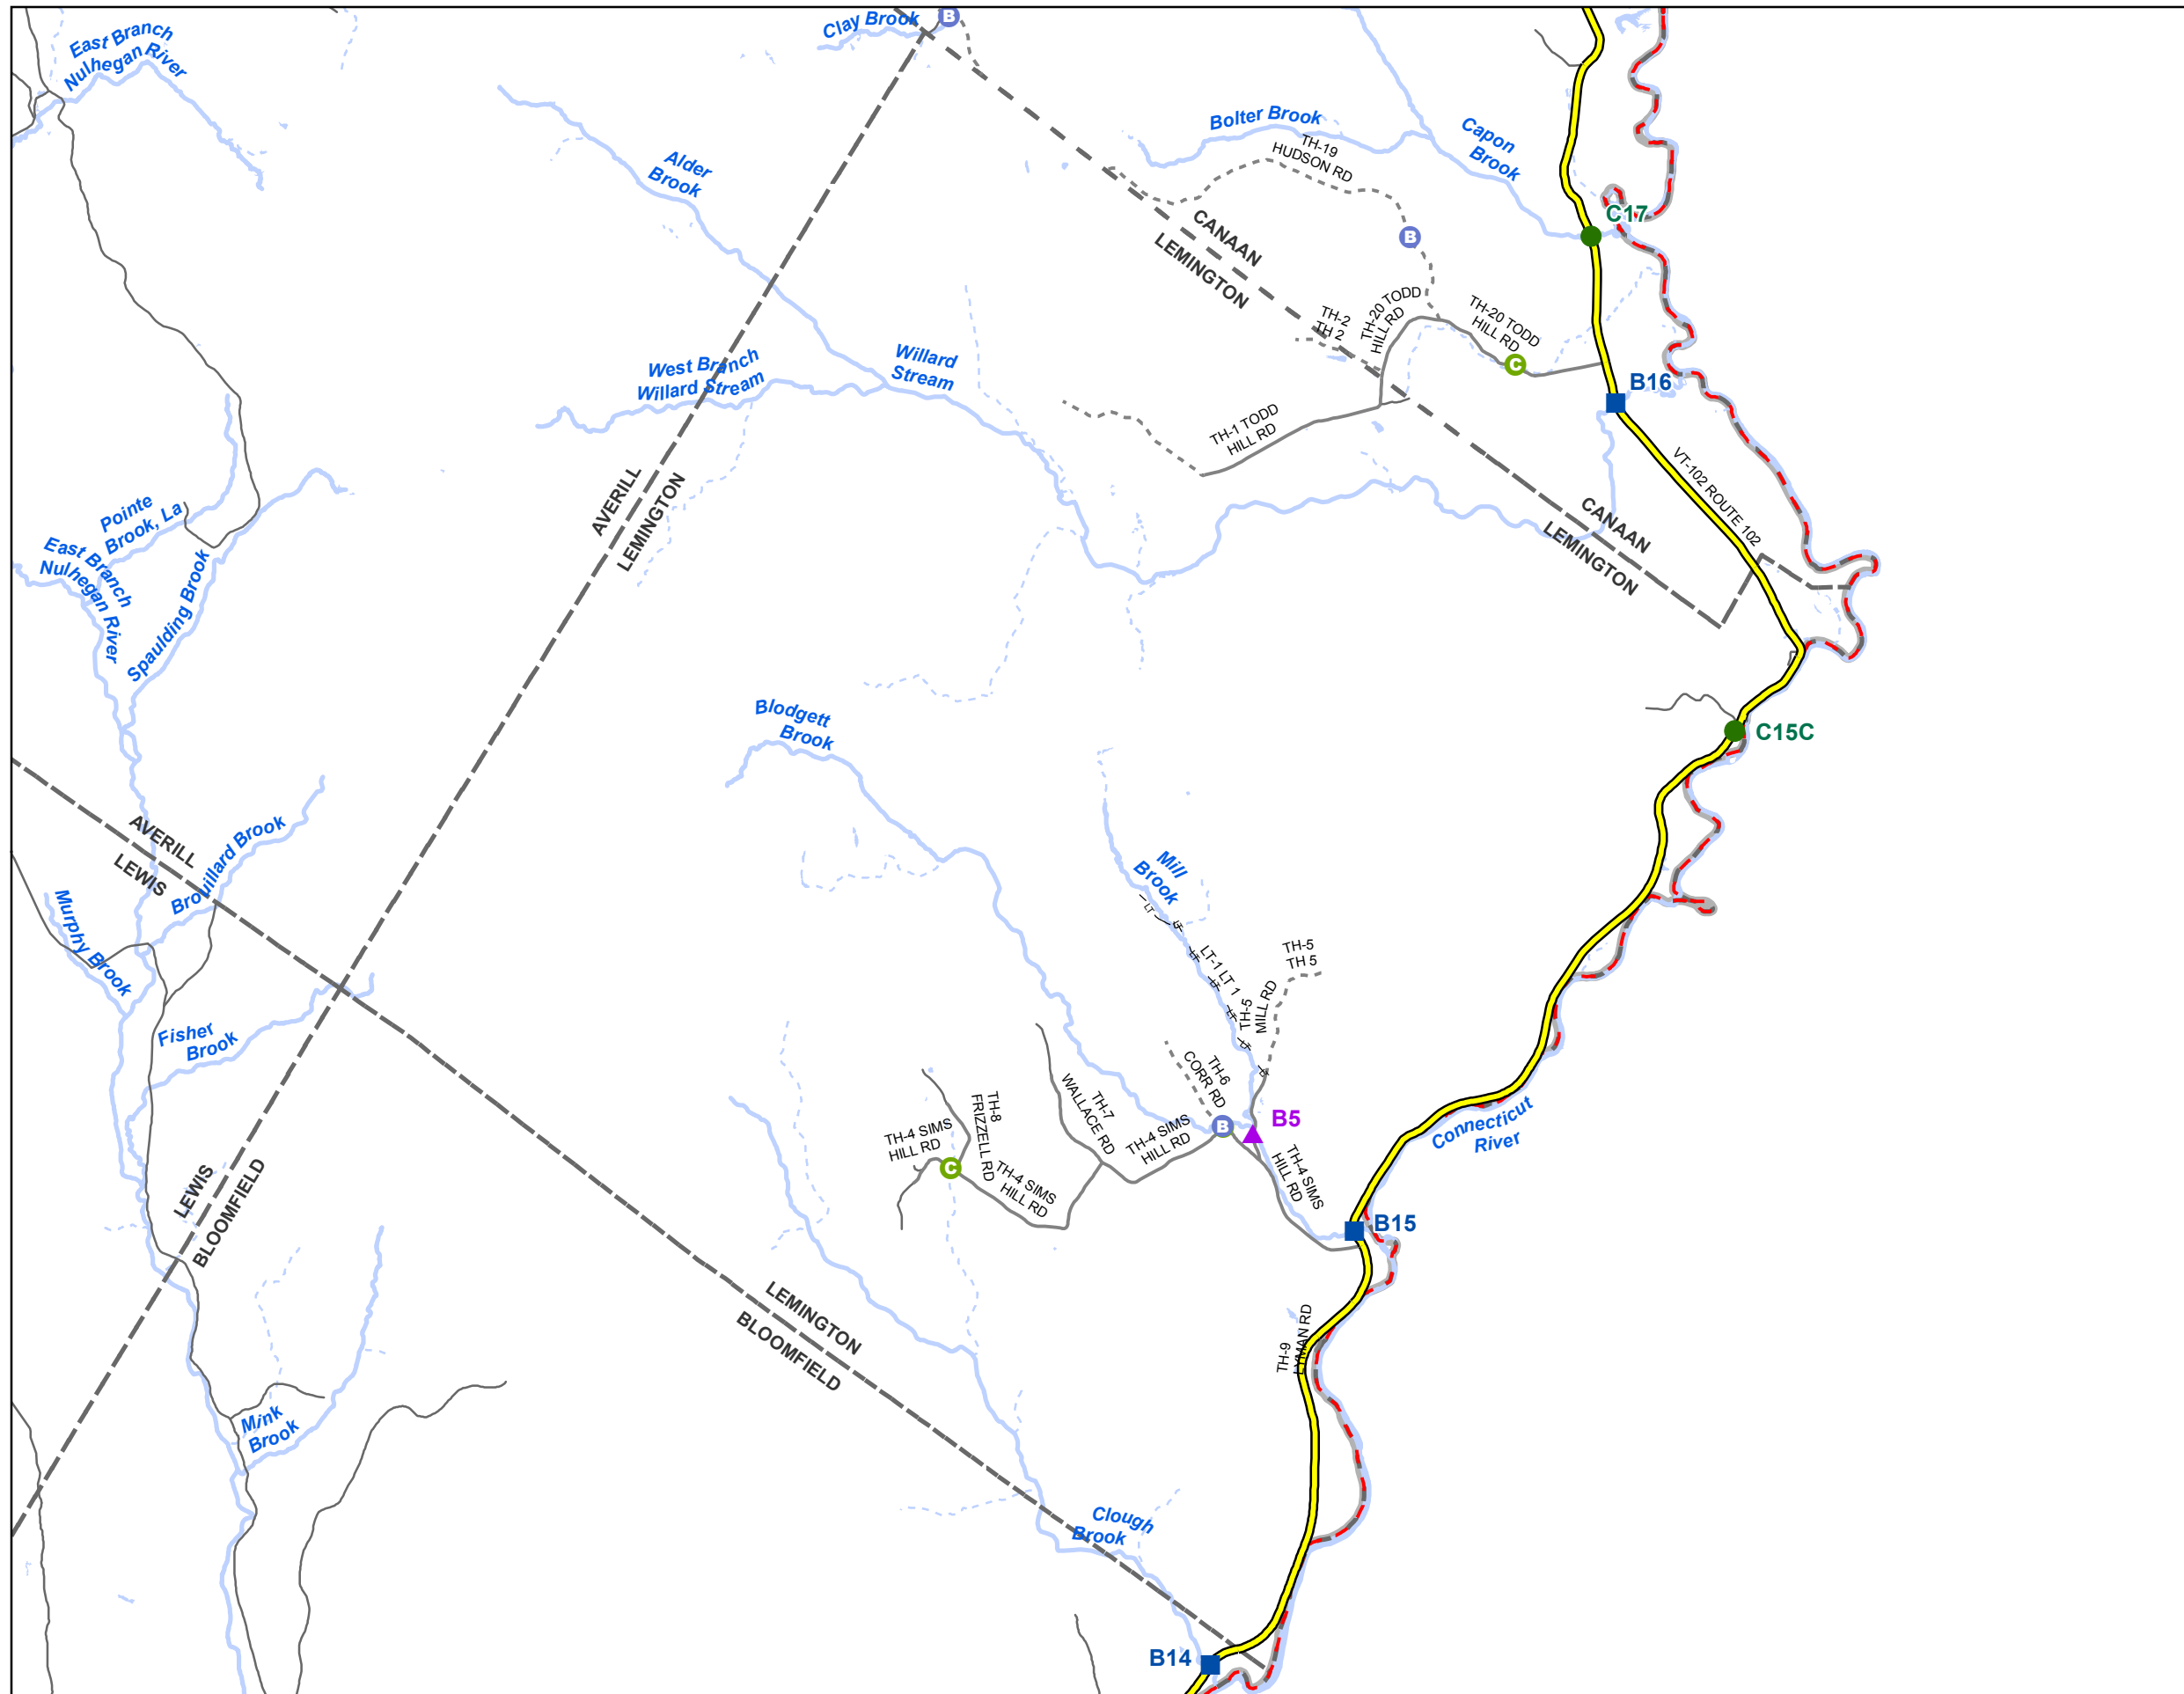 Clay Brook
B
East Branch
Nulhegan River
Bolter Brook
Capon
Brook
TH-19
HUDSON RD
Alder
Brook
C17
CANAAN
LEMINGTON
B
TH-2
TH 2
TH-20 TODD
HILL RD
TH-20 TODD
HILL RD
C
West Branch
Willard Stream
Willard
Stream
B16
TH-1 TODD
HILL RD
VT-102 ROUTE 102
AVERILL
LEMINGTON
Pointe
Brook, La
CANAAN
LEMINGTON
East Branch
Nulhegan River
Spaulding Brook
Blodgett
Brook
C15C
AVERILL
LEWIS
Brouillard Brook
Mill
Brook
Murphy Brook
LT
LT
LT
LT
LT
LT
LT
LT-1 LT 1
TH-5
TH 5
TH-5
MILL RD
Fisher
Brook
TH-6
CORR RD
TH-7
WALLACE RD
TH-8
FRIZZELL RD
TH-4 SIMS
HILL RD
TH-4 SIMS
HILL RD
B
B5
Connecticut
River
C
TH-4 SIMS
HILL RD
TH-4 SIMS
HILL RD
LEWIS
BLOOMFIELD
B15
LEMINGTON
BLOOMFIELD
TH-9
LYMAN RD
Mink
Brook
Clough
Brook
B14